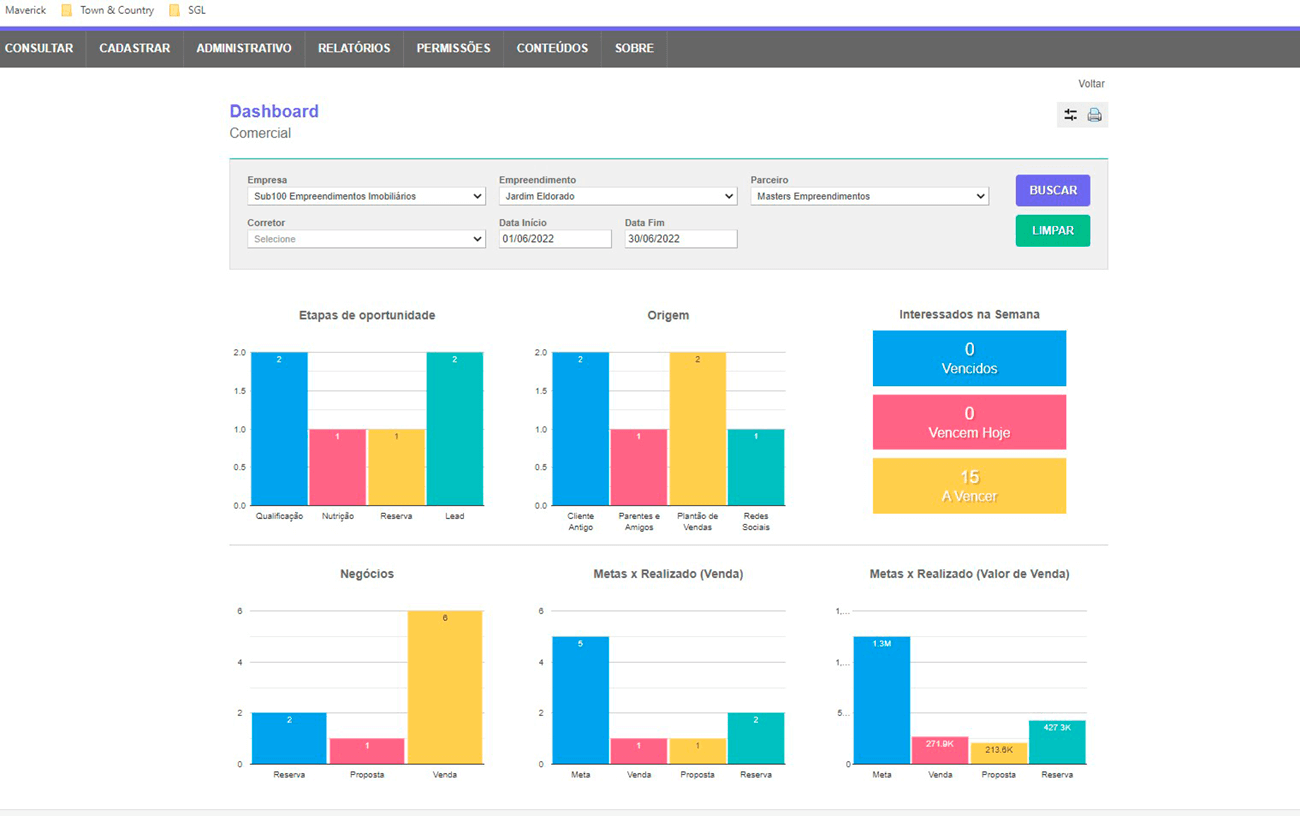 Maverick Town & Country SGL
CONSULTAR CADASTRAR ADMINISTRATIVO RELATÓRIOS PERMISSÕES CONTEÚDOS SOBRE
Voltar
Dashboard
Comercial
Empresa Empreendimento Parceiro
Sub100 Empreendimentos Imobiliários Jardim Eldorado Masters Empreendimentos
BUSCAR
Corretor Data Início Data Fim
Selecione 01/06/2022 30/06/2022
LIMPAR
Etapas de oportunidade
2.0
1.5
1.0
0.5
0.0
2 1 1 2
Qualificação Nutrição Reserva Lead
Origem
2.0
1.5
1.0
0.5
0.0
2 1 2 1
Cliente Antigo Parentes e Amigos Plantão de Vendas Redes Sociais
Interessados na Semana
0
Vencidos
0
Vencem Hoje
15
A Vencer
Negócios
6
4
2
0
2 1 6
Reserva Proposta Venda
Metas x Realizado (Venda)
6
4
2
0
5 1 1 2
Meta Venda Proposta Reserva
Metas x Realizado (Valor de Venda)
1,...
1,...
5...
0
1.3M 271.9K 213.6K 427.3K
Meta Venda Proposta Reserva